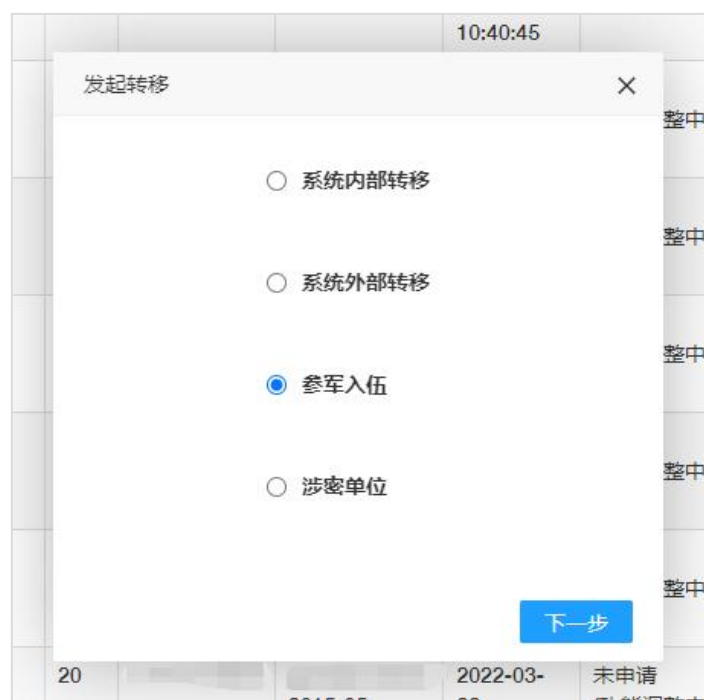 10:40:45
发起转移
整中
系统内部转移
整中
系统外部转移
整中
参军入伍
整中
涉密单位
整中
下一步
20 2022-03- 未申请